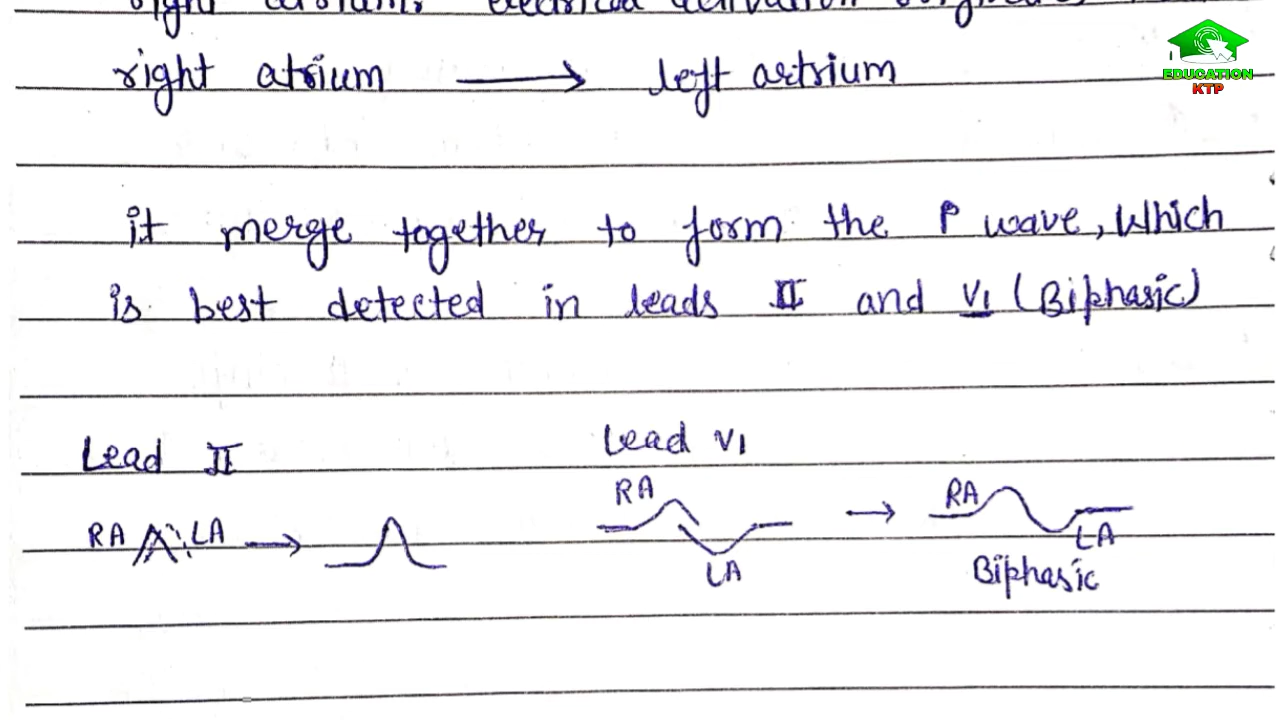 right
right atrium → left artrium
EDUCATION
KTP
it merge together to form the P wave, Which
is best detected in leads II and V1 (Biphasic)
Lead II
Lead V1
RA LA →
RA
LA
→ RA
LA
Biphasic